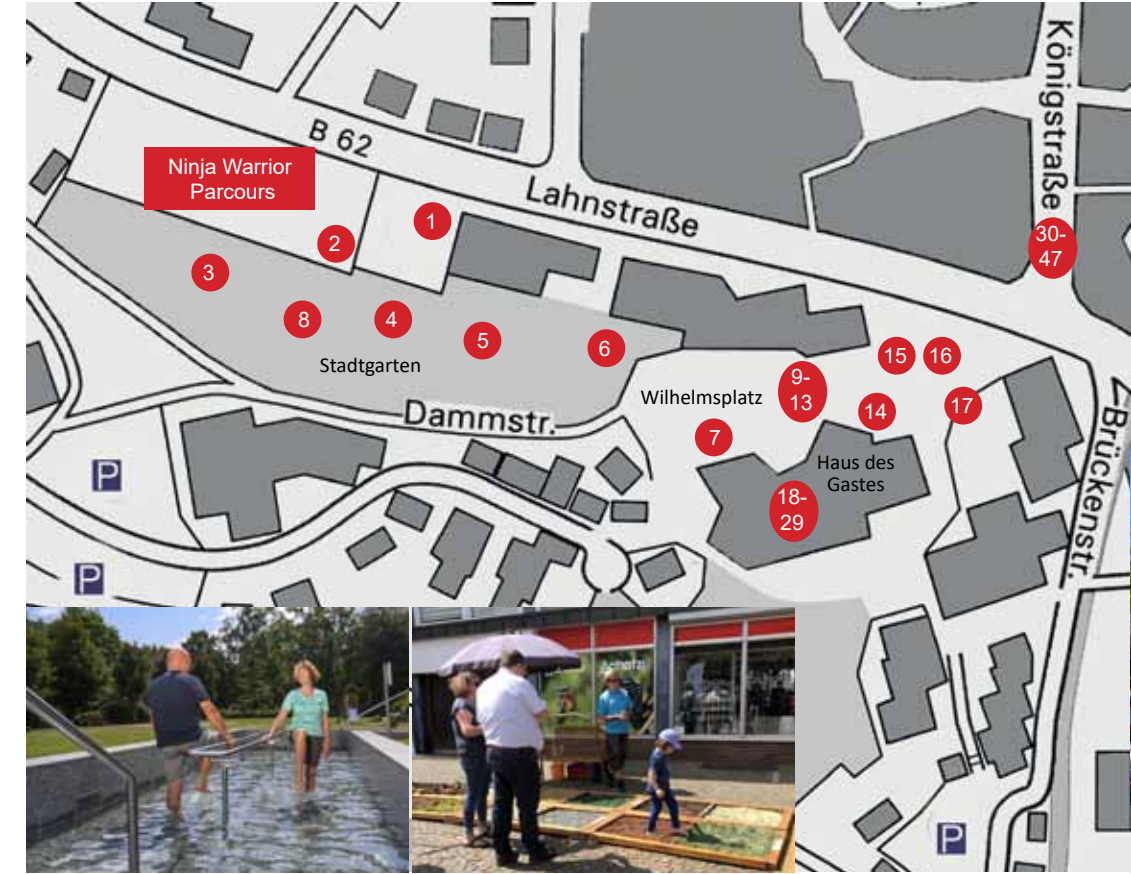 Königstraße
B 62
Lahnstraße
Ninja Warrior
Parcours
1
2
3
30-
47
8
4
5
6
15
16
Stadtgarten
9-
13
Wilhelmsplatz
14
17
7
Dammstr.
Brückenstr.
Haus des
Gastes
P
18-
29
P
P